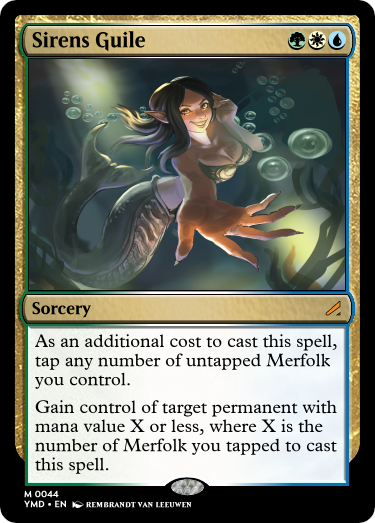 Sirens Guile
Sorcery
As an additional cost to cast this spell,
tap any number of untapped Merfolk
you control.
Gain control of target permanent with
mana value X or less, where X is the
number of Merfolk you tapped to cast
this spell.
M 0044
YMD • EN REMBRANDT VAN LEEUWEN